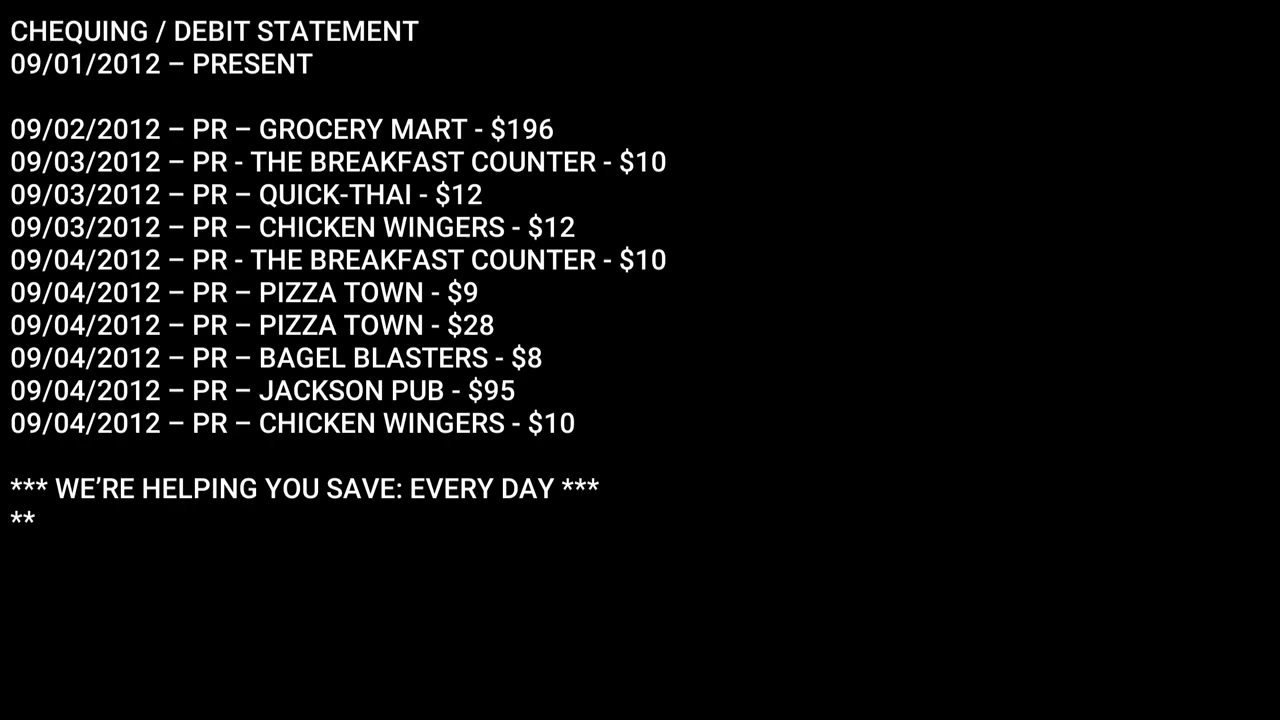 CHEQUING / DEBIT STATEMENT
09/01/2012 – PRESENT
09/02/2012 – PR – GROCERY MART - $196
09/03/2012 – PR - THE BREAKFAST COUNTER - $10
09/03/2012 – PR – QUICK-THAI - $12
09/03/2012 – PR – CHICKEN WINGERS - $12
09/04/2012 – PR - THE BREAKFAST COUNTER - $10
09/04/2012 – PR – PIZZA TOWN - $9
09/04/2012 – PR – PIZZA TOWN - $28
09/04/2012 – PR – BAGEL BLASTERS - $8
09/04/2012 – PR – JACKSON PUB - $95
09/04/2012 – PR – CHICKEN WINGERS - $10
*** WE’RE HELPING YOU SAVE: EVERY DAY ***
**